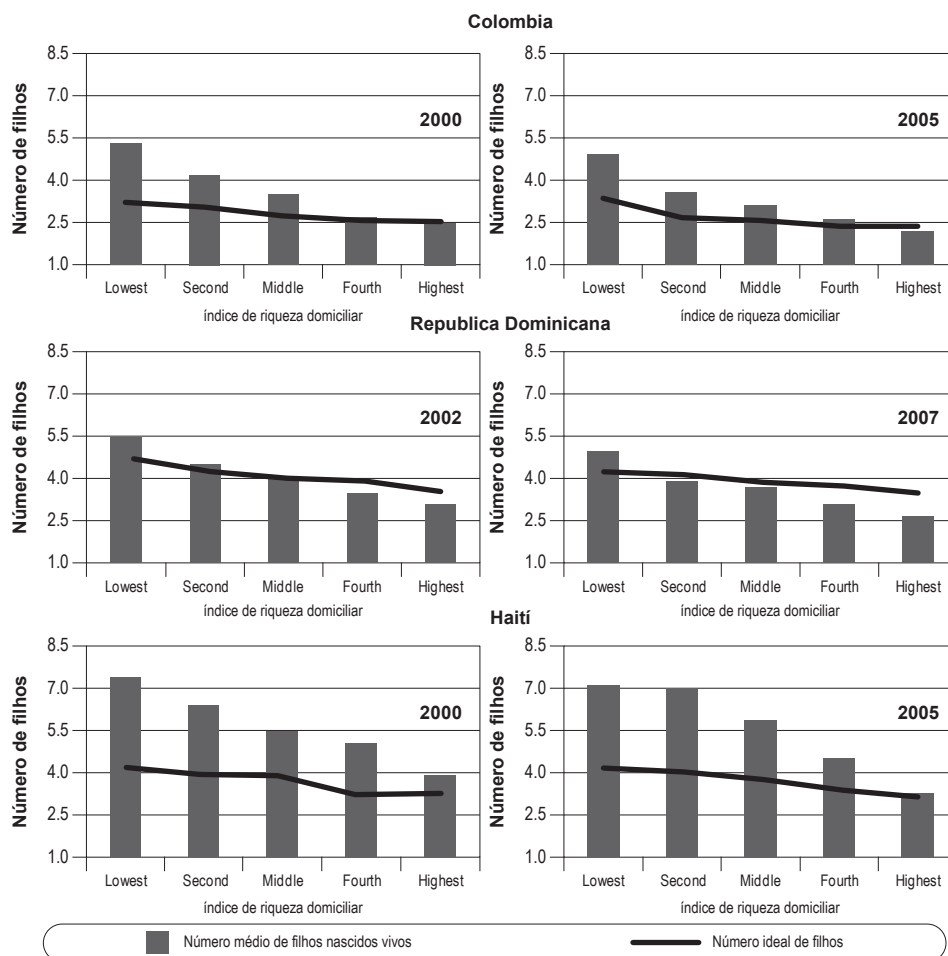 Colombia
Número de filhos
8.5
7.0
5.5
4.0
2.5
1.0
2000
Lowest Second Middle Fourth Highest
índice de riqueza domiciliar
Número de filhos
8.5
7.0
5.5
4.0
2.5
1.0
2005
Lowest Second Middle Fourth Highest
índice de riqueza domiciliar
Republica Dominicana
Número de filhos
8.5
7.0
5.5
4.0
2.5
1.0
2002
Lowest Second Middle Fourth Highest
índice de riqueza domiciliar
Número de filhos
8.5
7.0
5.5
4.0
2.5
1.0
2007
Lowest Second Middle Fourth Highest
índice de riqueza domiciliar
Haití
Número de filhos
8.5
7.0
5.5
4.0
2.5
1.0
2000
Lowest Second Middle Fourth Highest
índice de riqueza domiciliar
Número de filhos
8.5
7.0
5.5
4.0
2.5
1.0
2005
Lowest Second Middle Fourth Highest
índice de riqueza domiciliar
Número médio de filhos nascidos vivos Número ideal de filhos